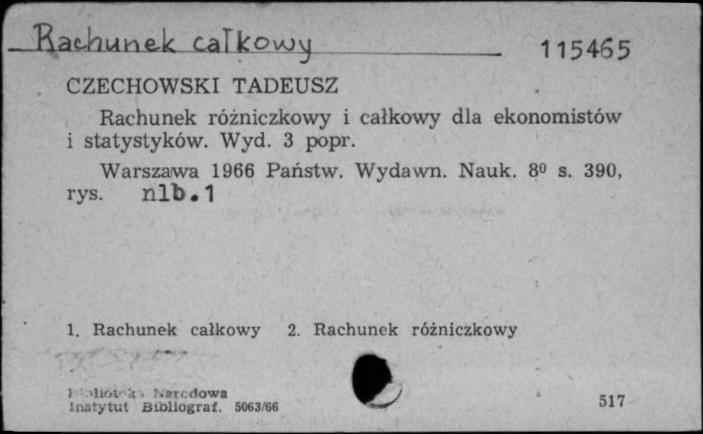 Rachunek całkowy 115465
CZECHOWSKI TADEUSZ
Rachunek różniczkowy i całkowy dla ekonomistów
i statystyków. Wyd. 3 popr.
Warszawa 1966 Państw. Wydawn. Nauk. 8⁰ s. 390,
rys. nlb.1
1. Rachunek całkowy 2. Rachunek różniczkowy
Biblioteka Narodowa
Instytut Bibliograf. 5063/66 517